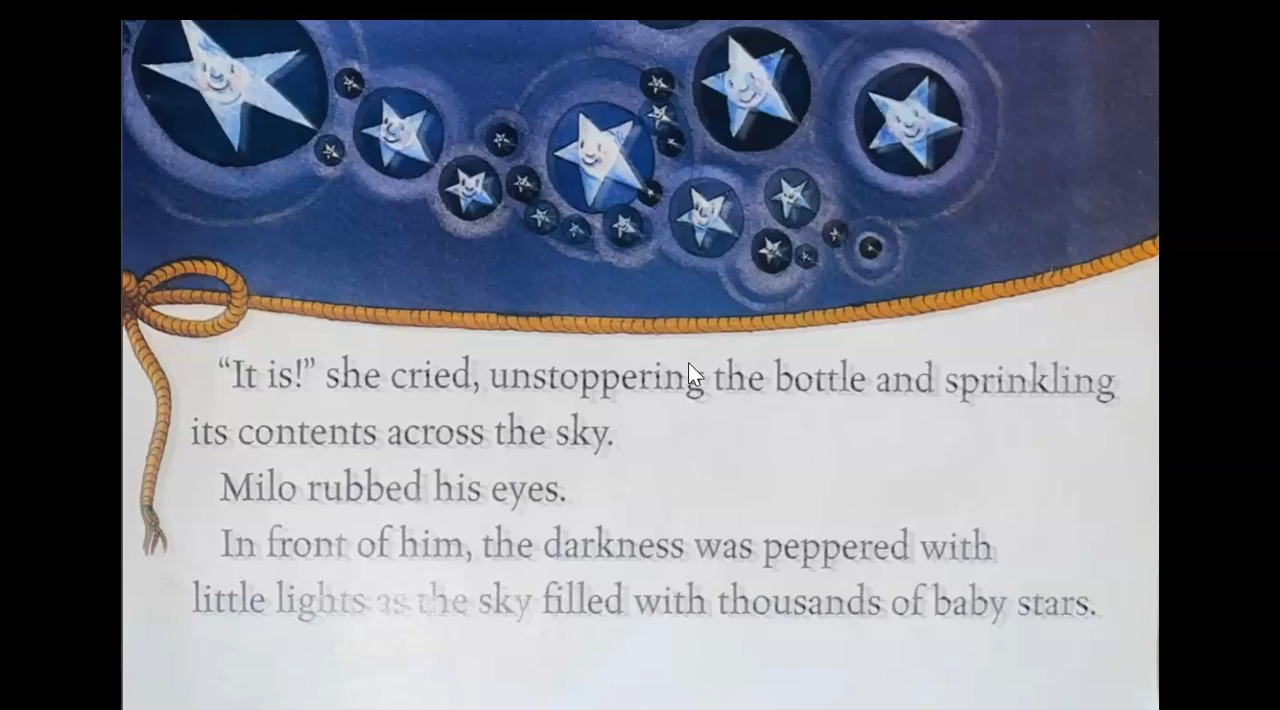 “It is!” she cried, unstoppering the bottle and sprinkling
its contents across the sky.
Milo rubbed his eyes.
In front of him, the darkness was peppered with
little lights as the sky filled with thousands of baby stars.